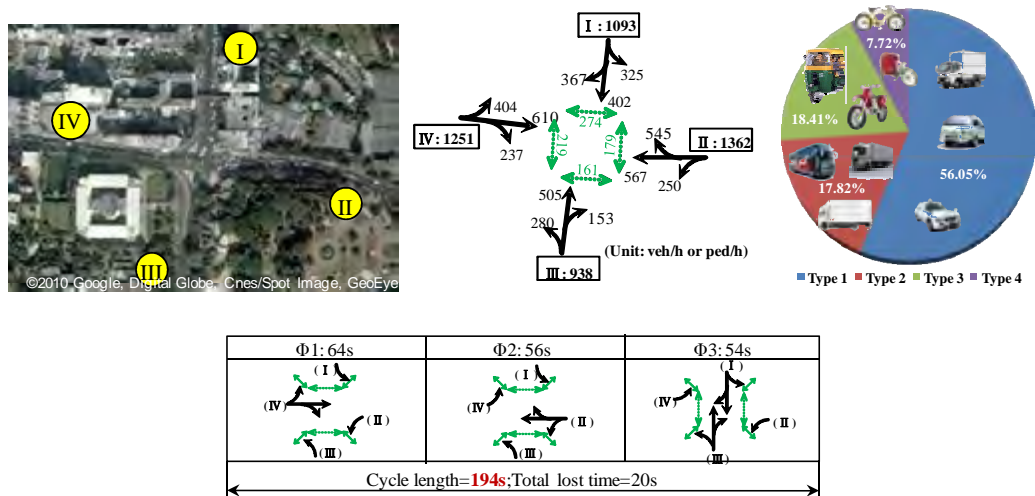 I
IV
II
III
©2010 Google, Digital Globe, Cnes/Spot Image, GeoEye
Ⅰ: 1093
367
325
402
404
610
274
Ⅳ: 1251
237
219
179
545
Ⅱ: 1362
161
567
250
505
280
153
(Unit: veh/h or ped/h)
Ⅲ: 938
7.72%
18.41%
17.82%
56.05%
Type 1 Type 2 Type 3 Type 4
Φ1: 64s Φ2: 56s Φ3: 54s
(Ⅰ) (Ⅰ) (Ⅰ)
(Ⅳ) (Ⅳ) (Ⅳ)
(Ⅱ) (Ⅱ) (Ⅱ)
(Ⅲ) (Ⅲ) (Ⅲ)
Cycle length=194s;Total lost time=20s